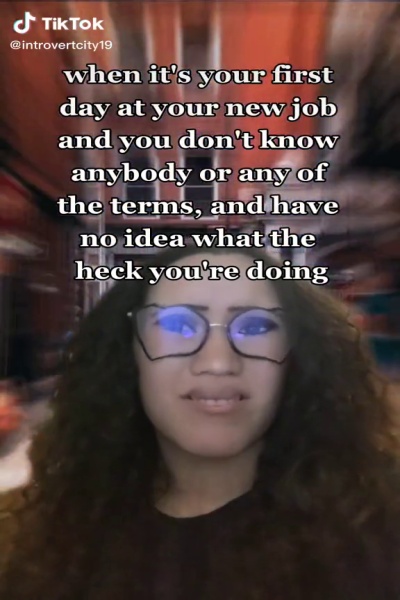 TikTok
@introvertcity19
when it's your first
day at your new job
and you don't know
anybody or any of
the terms, and have
no idea what the
heck you're doing